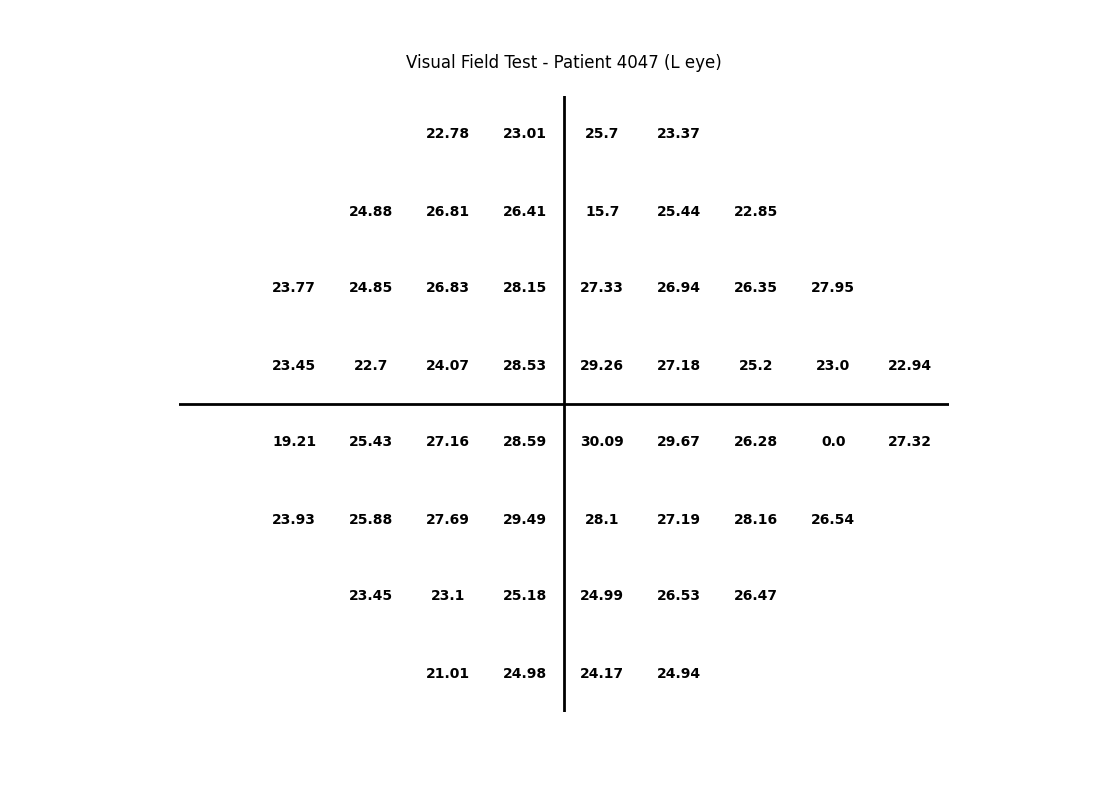 Visual Field Test - Patient 4047 (L eye)
22.78 23.01 25.7 23.37
24.88 26.81 26.41 15.7 25.44 22.85
23.77 24.85 26.83 28.15 27.33 26.94 26.35 27.95
23.45 22.7 24.07 28.53 29.26 27.18 25.2 23.0 22.94
19.21 25.43 27.16 28.59 30.09 29.67 26.28 0.0 27.32
23.93 25.88 27.69 29.49 28.1 27.19 28.16 26.54
23.45 23.1 25.18 24.99 26.53 26.47
21.01 24.98 24.17 24.94